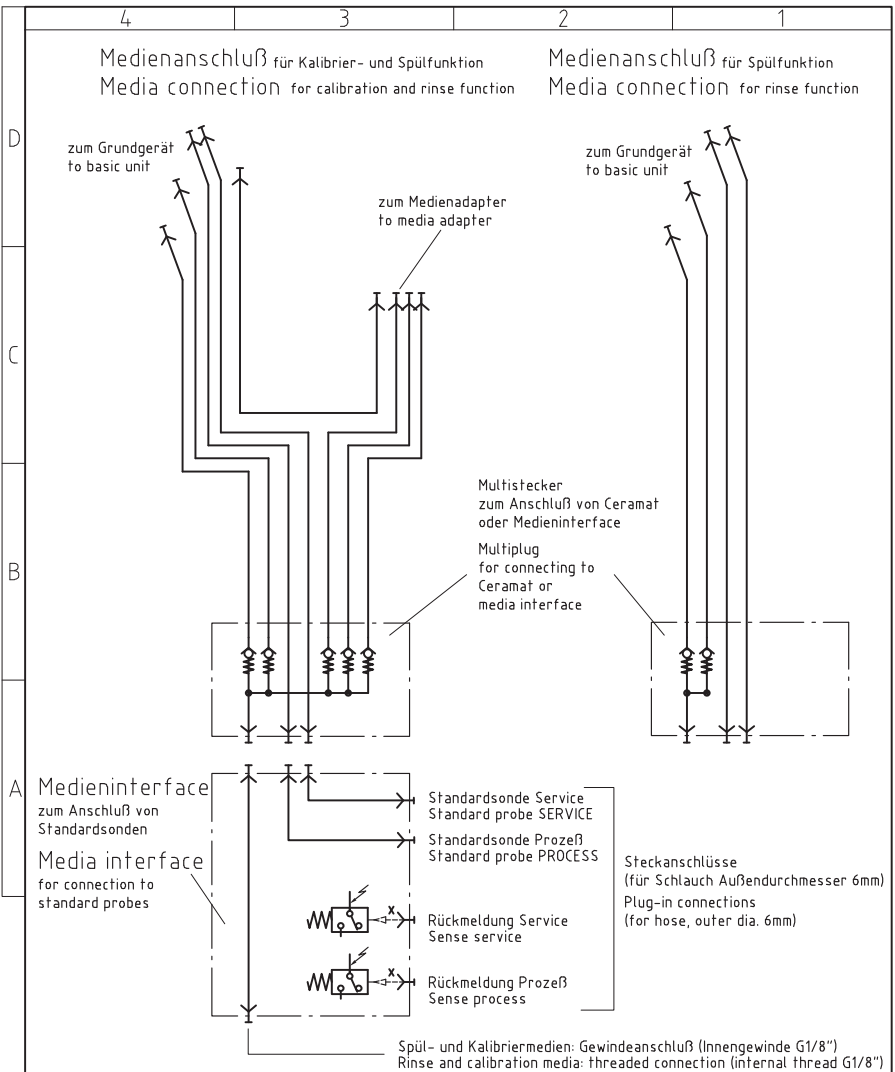 4 3 2 1
Medienanschluß für Kalibrier- und Spülfunktion
Media connection for calibration and rinse function
Medienanschluß für Spülfunktion
Media connection for rinse function
D
zum Grundgerät
to basic unit
zum Medienadapter
to media adapter
zum Grundgerät
to basic unit
C
Multistecker
zum Anschluß von Ceramat
oder Medieninterface
Multiplug
for connecting to
Ceramat or
media interface
B
A
Medieninterface
zum Anschluß von
Standardsonden
Media interface
for connection to
standard probes
Standardsonde Service
Standard probe SERVICE
Standardsonde Prozeß
Standard probe PROCESS
x
Rückmeldung Service
Sense service
x
Rückmeldung Prozeß
Sense process
Steckanschlüsse
(für Schlauch Außendurchmesser 6mm)
Plug-in connections
(for hose, outer dia. 6mm)
Spül- und Kalibriermedien: Gewindeanschluß (Innengewinde G1/8")
Rinse and calibration media: threaded connection (internal thread G1/8")